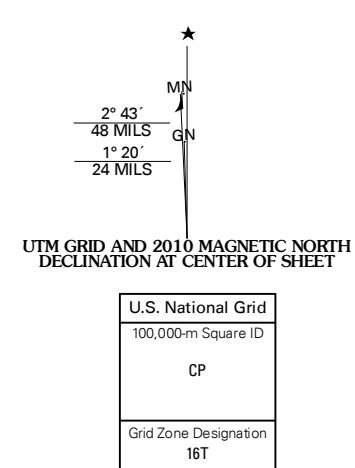 ★
MN
2° 43´
48 MILS
GN
1° 20´
24 MILS
UTM GRID AND 2010 MAGNETIC NORTH
DECLINATION AT CENTER OF SHEET
U.S. National Grid
100,000-m Square ID
CP
Grid Zone Designation
16T